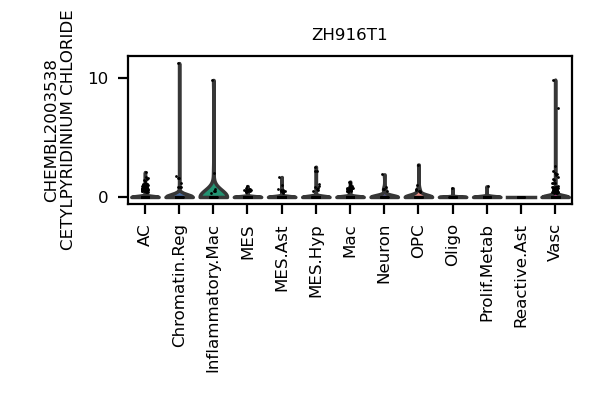 ZH916T1
CHEMBL2003538
CETYLPYRIDINIUM CHLORIDE
10
0
AC
Chromatin.Reg
Inflammatory.Mac
MES
MES.Ast
MES.Hyp
Mac
Neuron
OPC
Oligo
Prolif.Metab
Reactive.Ast
Vasc